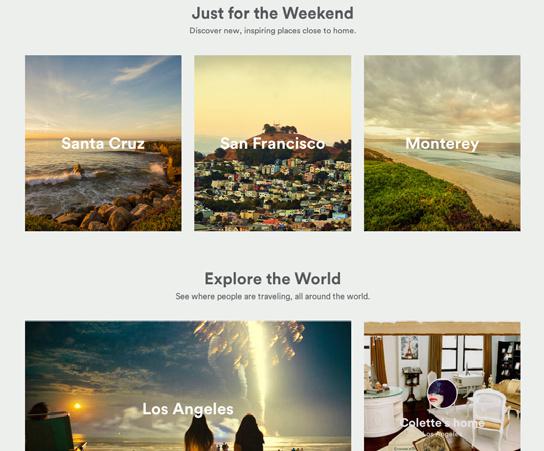 Just for the Weekend
Discover new, inspiring places close to home.
Santa Cruz
San Francisco
Monterey
Explore the World
See where people are traveling, all around the world.
Los Angeles
Colette's home
Los Angeles